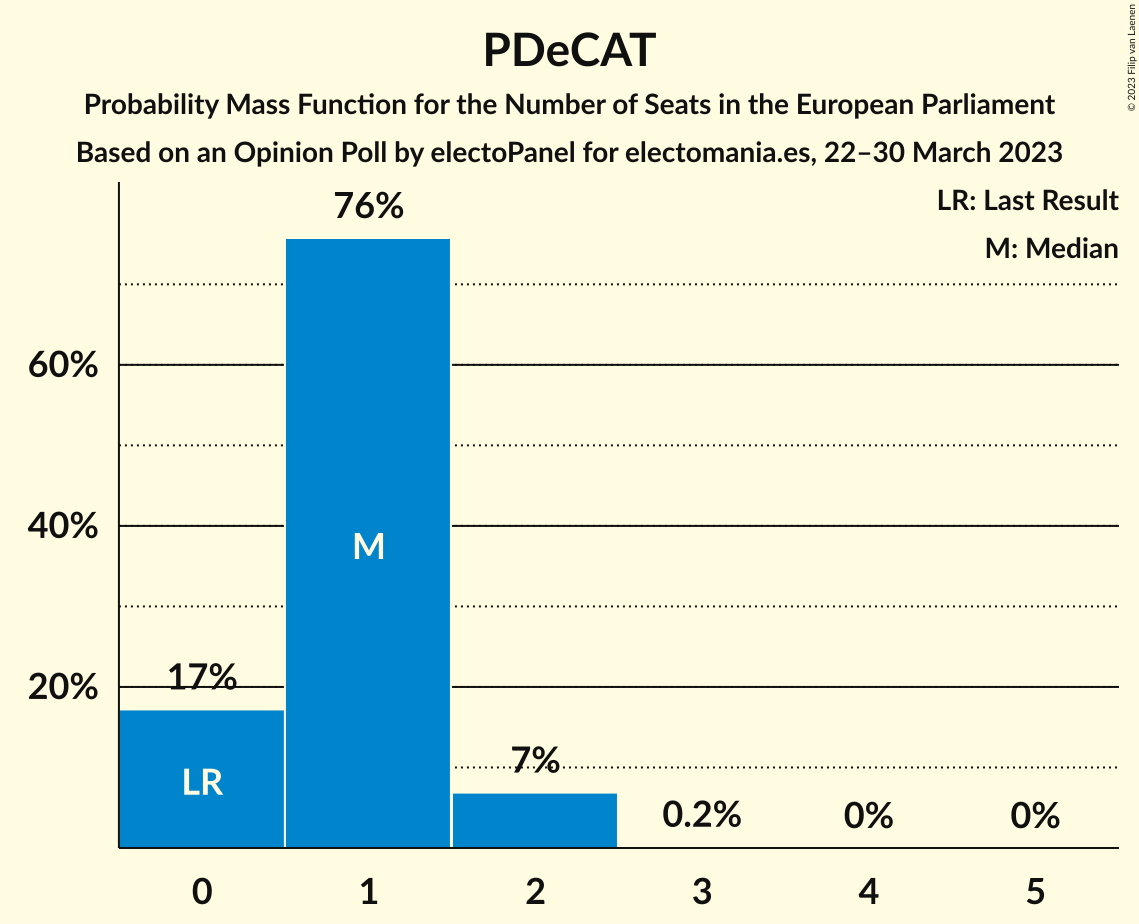 PDeCAT
Probability Mass Function for the Number of Seats in the European Parliament
Based on an Opinion Poll by electoPanel for electomania.es, 22–30 March 2023
© 2023 Filip van Laenen
LR: Last Result
M: Median
76%
60%
40%
M
17%
20%
LR
7%
0.2%
0%
0%
0 1 2 3 4 5